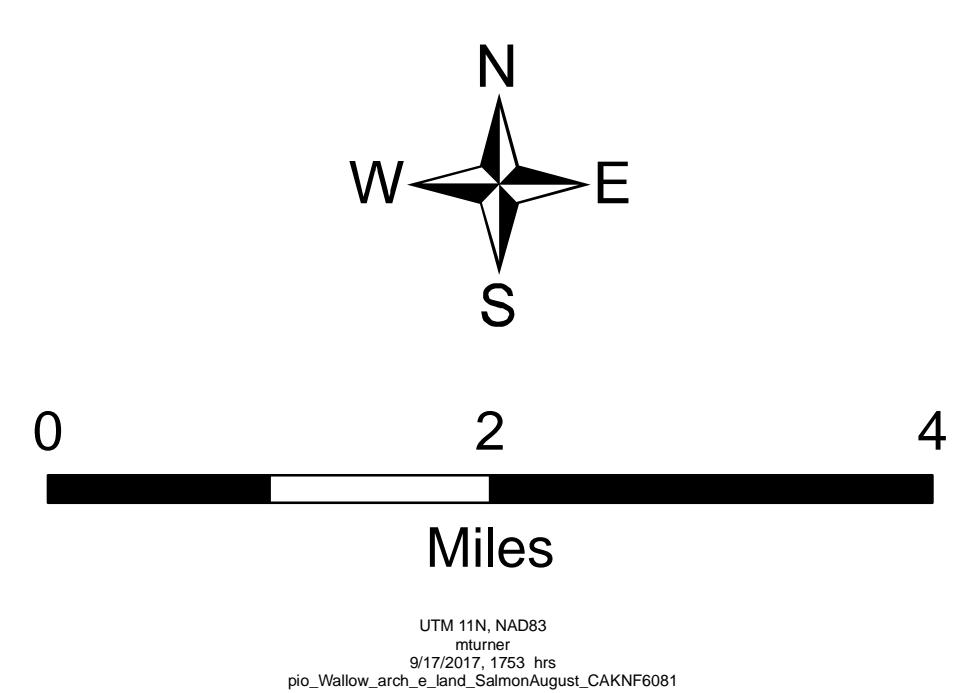 N
W E
S
0 2 4
Miles
UTM 11N, NAD83
mturner
9/17/2017, 1753 hrs
pio_Wallow_arch_e_land_SalmonAugust_CAKNF6081